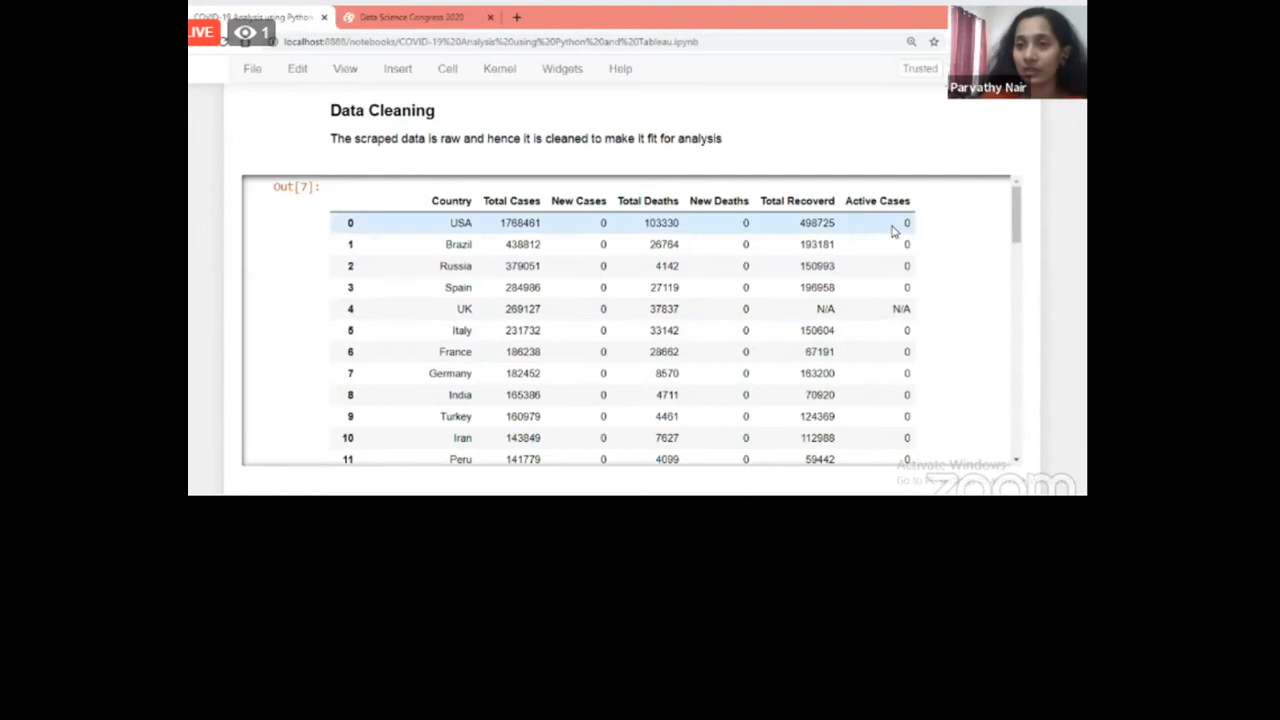 COVID-19 Analysis using Python × Data Science Congress 2020 × +
LIVE 1
localhost:8888/notebooks/COVID-19%20Analysis%20using%20Python%20and%20Tableau.ipynb
File Edit View Insert Cell Kernel Widgets Help Trusted
Parvathy Nair
Data Cleaning
The scraped data is raw and hence it is cleaned to make it fit for analysis
Out[7]:
Country Total Cases New Cases Total Deaths New Deaths Total Recoverd Active Cases
0 USA 1768461 0 103330 0 498725 0
1 Brazil 438812 0 26764 0 193181 0
2 Russia 379051 0 4142 0 150993 0
3 Spain 284986 0 27119 0 196958 0
4 UK 269127 0 37837 0 N/A N/A
5 Italy 231732 0 33142 0 150604 0
6 France 186238 0 28662 0 67191 0
7 Germany 182452 0 8570 0 163200 0
8 India 165386 0 4711 0 70920 0
9 Turkey 160979 0 4461 0 124369 0
10 Iran 143849 0 7627 0 112988 0
11 Peru 141779 0 4099 0 59442 0
Activate Windows
Go to
zoom